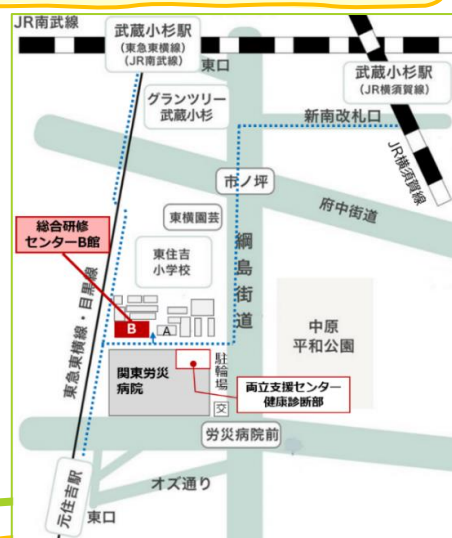 JR南武線
武蔵小杉駅
(東急東横線)
(JR南武線)
東口
武蔵小杉駅
(JR横須賀線)
グランツリー
武蔵小杉
新南改札口
JR横須賀線
市ノ坪
府中街道
総合研修
センターB館
東横園芸
東住吉
小学校
綱島街道
東急東横線・目黒線
B
A
中原
平和公園
関東労災
病院
駐輪場
両立支援センター
健康診断部
交
労災病院前
元住吉駅
東口
オズ通り